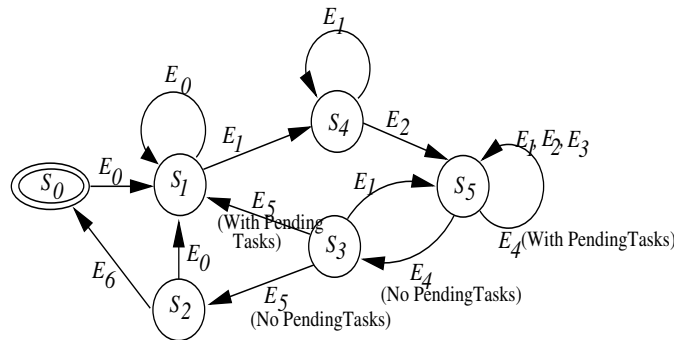 E1
E0
S4
E1
E2
E1, E2, E3
S0
E0
S1
S5
E5
(With Pending
Tasks)
E1
S3
E4 (With PendingTasks)
E6
E0
E4
(No PendingTasks)
S2
E5
(No PendingTasks)